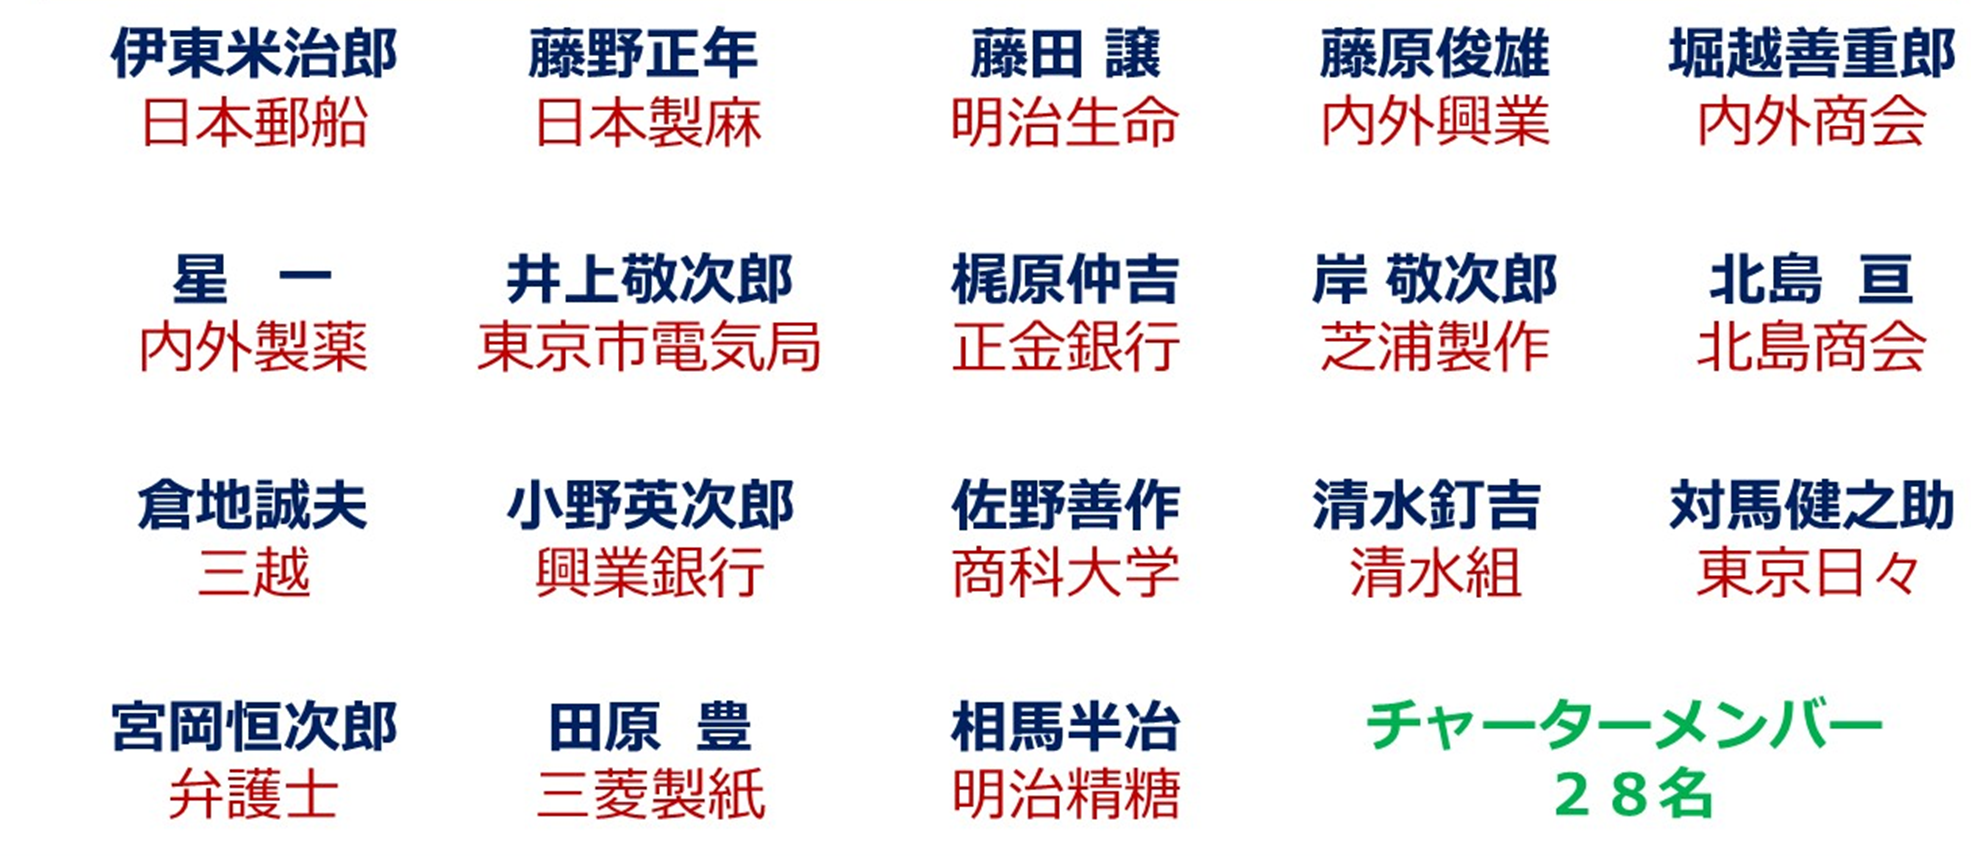 伊東米治郎 藤野正年 藤田 譲 藤原俊雄 堀越善重郎
日本郵船 日本製麻 明治生命 内外興業 内外商会
星 一 井上敬次郎 梶原仲吉 岸 敬次郎 北島 亘
内外製薬 東京市電気局 正金銀行 芝浦製作 北島商会
倉地誠夫 小野英次郎 佐野善作 清水釘吉 対馬健之助
三越 興業銀行 商科大学 清水組 東京日々
宮岡恒次郎 田原 豊 相馬半冶 チャーターメンバー
弁護士 三菱製紙 明治精糖 ２８名